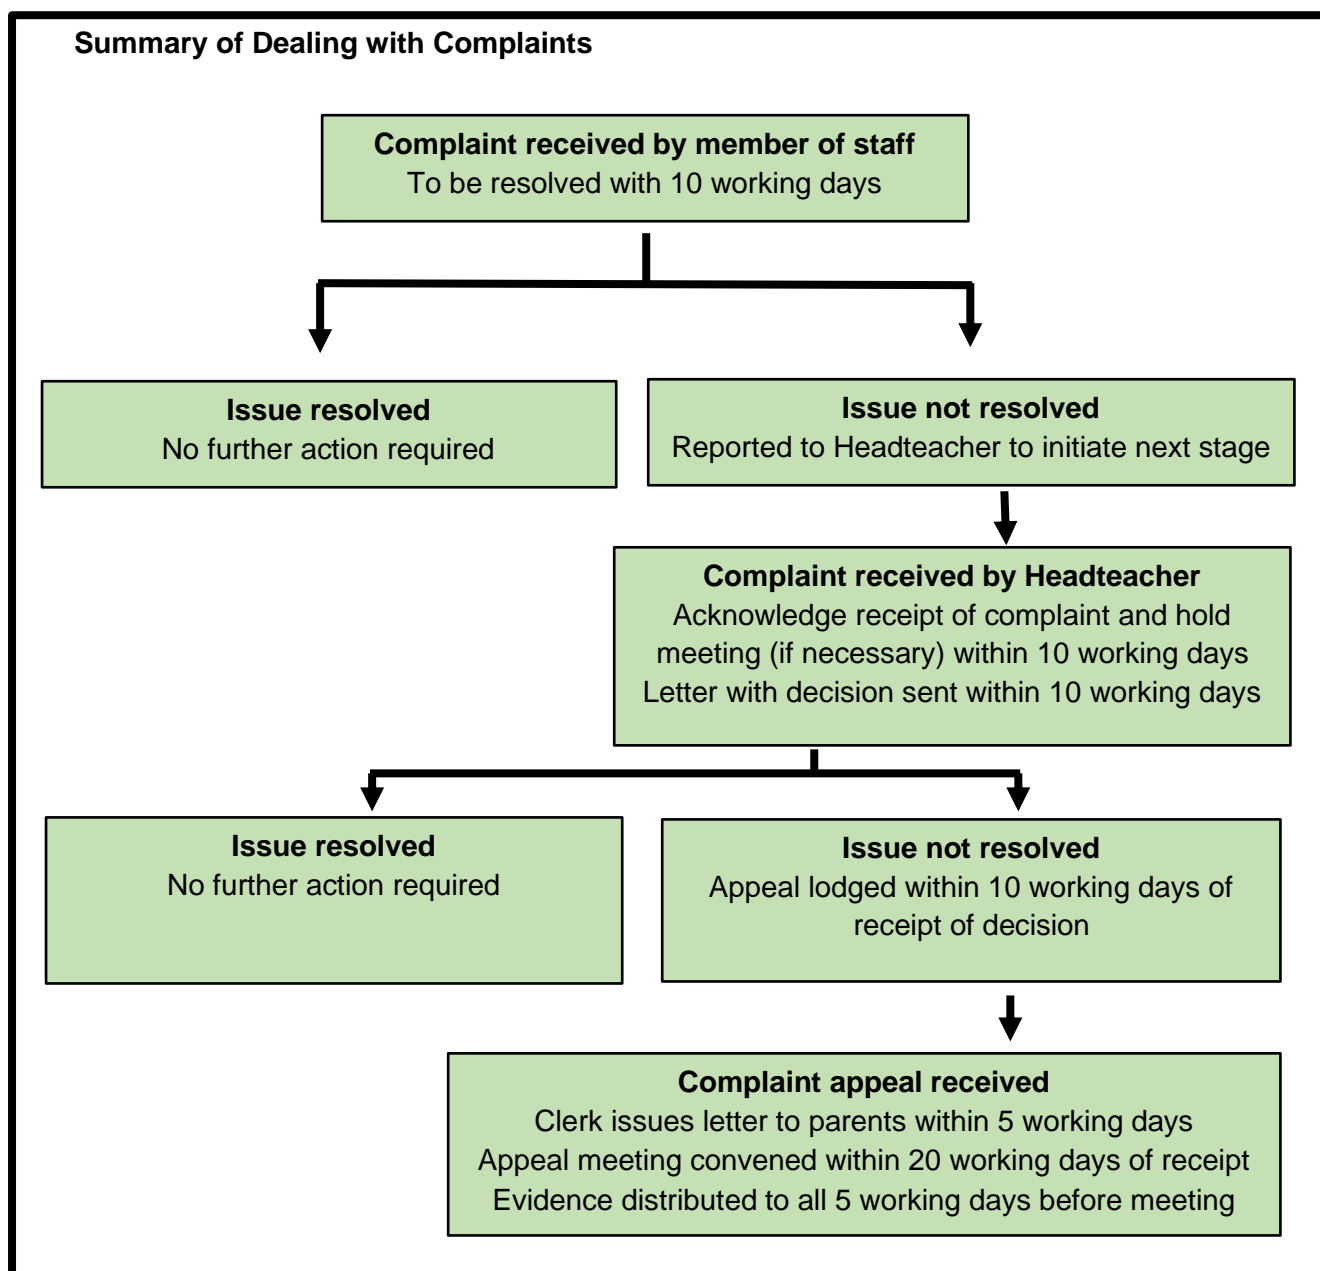 Summary of Dealing with Complaints
Complaint received by member of staff
To be resolved with 10 working days
Issue resolved
No further action required
Issue not resolved
Reported to Headteacher to initiate next stage
Complaint received by Headteacher
Acknowledge receipt of complaint and hold
meeting (if necessary) within 10 working days
Letter with decision sent within 10 working days
Issue resolved
No further action required
Issue not resolved
Appeal lodged within 10 working days of
receipt of decision
Complaint appeal received
Clerk issues letter to parents within 5 working days
Appeal meeting convened within 20 working days of receipt
Evidence distributed to all 5 working days before meeting